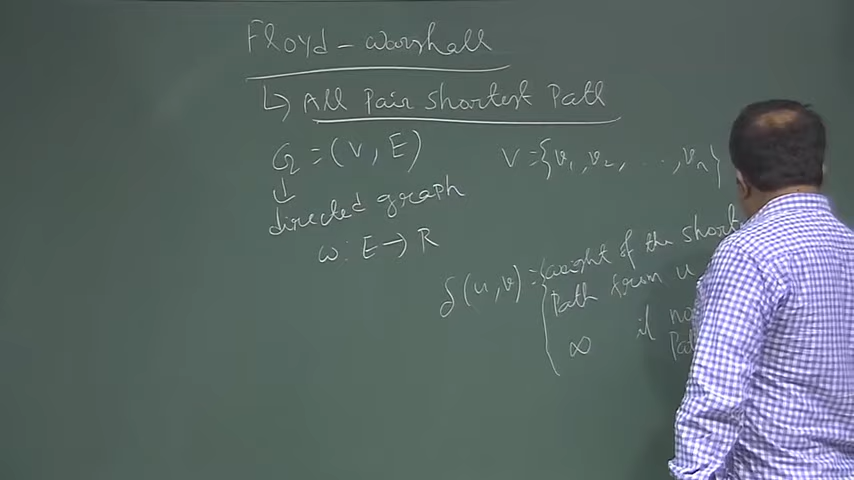 Floyd - Warshall
↳ All Pair Shortest Path
G = (V, E)
V = {v₁, v₂, ..., vₙ}
↓
directed graph
ω : E → R
δ(u, v) = { weight of the short
Path from u
∞ if no
Pat